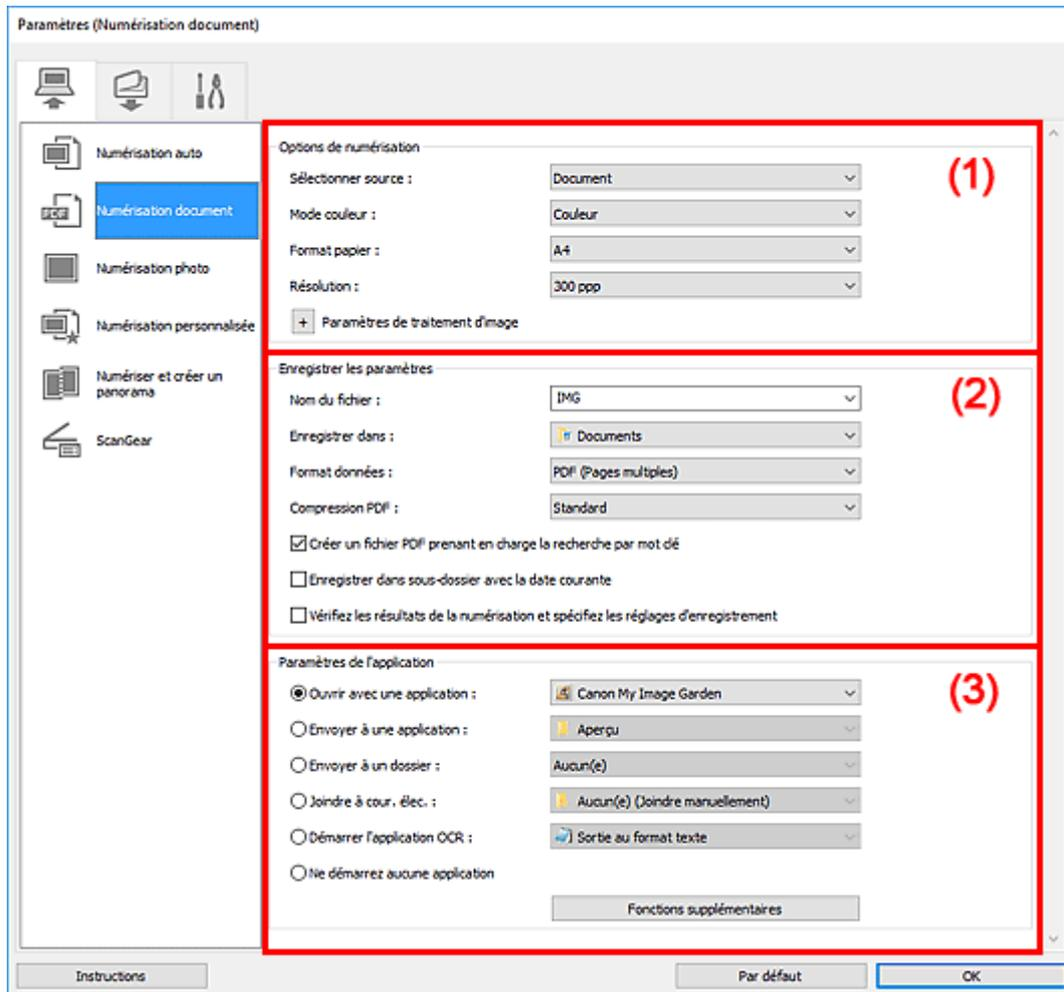 Paramètres (Numérisation document)
Numérisation auto
PDF
Numérisation document
Numérisation photo
Numérisation personnalisée
Numériser et créer un
panorama
ScanGear
Options de numérisation
(1)
Sélectionner source : Document
Mode couleur : Couleur
Format papier : A4
Résolution : 300 ppp
+ Paramètres de traitement d'image
Enregistrer les paramètres
(2)
Nom du fichier : IMG
Enregistrer dans : Documents
Format données : PDF (Pages multiples)
Compression PDF : Standard
Créer un fichier PDF prenant en charge la recherche par mot clé
Enregistrer dans sous-dossier avec la date courante
Vérifiez les résultats de la numérisation et spécifiez les réglages d'enregistrement
Paramètres de l'application
(3)
Ouvrir avec une application : Canon My Image Garden
Envoyer à une application : Aperçu
Envoyer à un dossier : Aucun(e)
Joindre à cour. élec. : Aucun(e) (Joindre manuellement)
Démarrer l'application OCR : Sortie au format texte
Ne démarrez aucune application
Fonctions supplémentaires
Instructions
Par défaut
OK